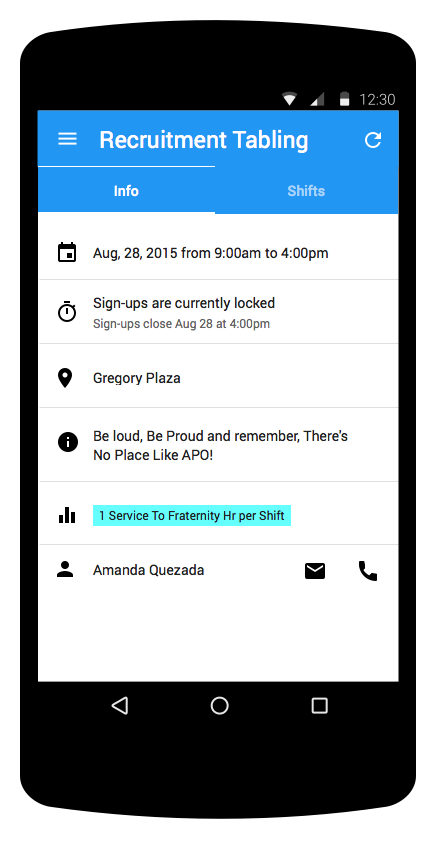 12:30
Recruitment Tabling
Info Shifts
Aug, 28, 2015 from 9:00am to 4:00pm
Sign-ups are currently locked
Sign-ups close Aug 28 at 4:00pm
Gregory Plaza
Be loud, Be Proud and remember, There's
No Place Like APO!
1 Service To Fraternity Hr per Shift
Amanda Quezada